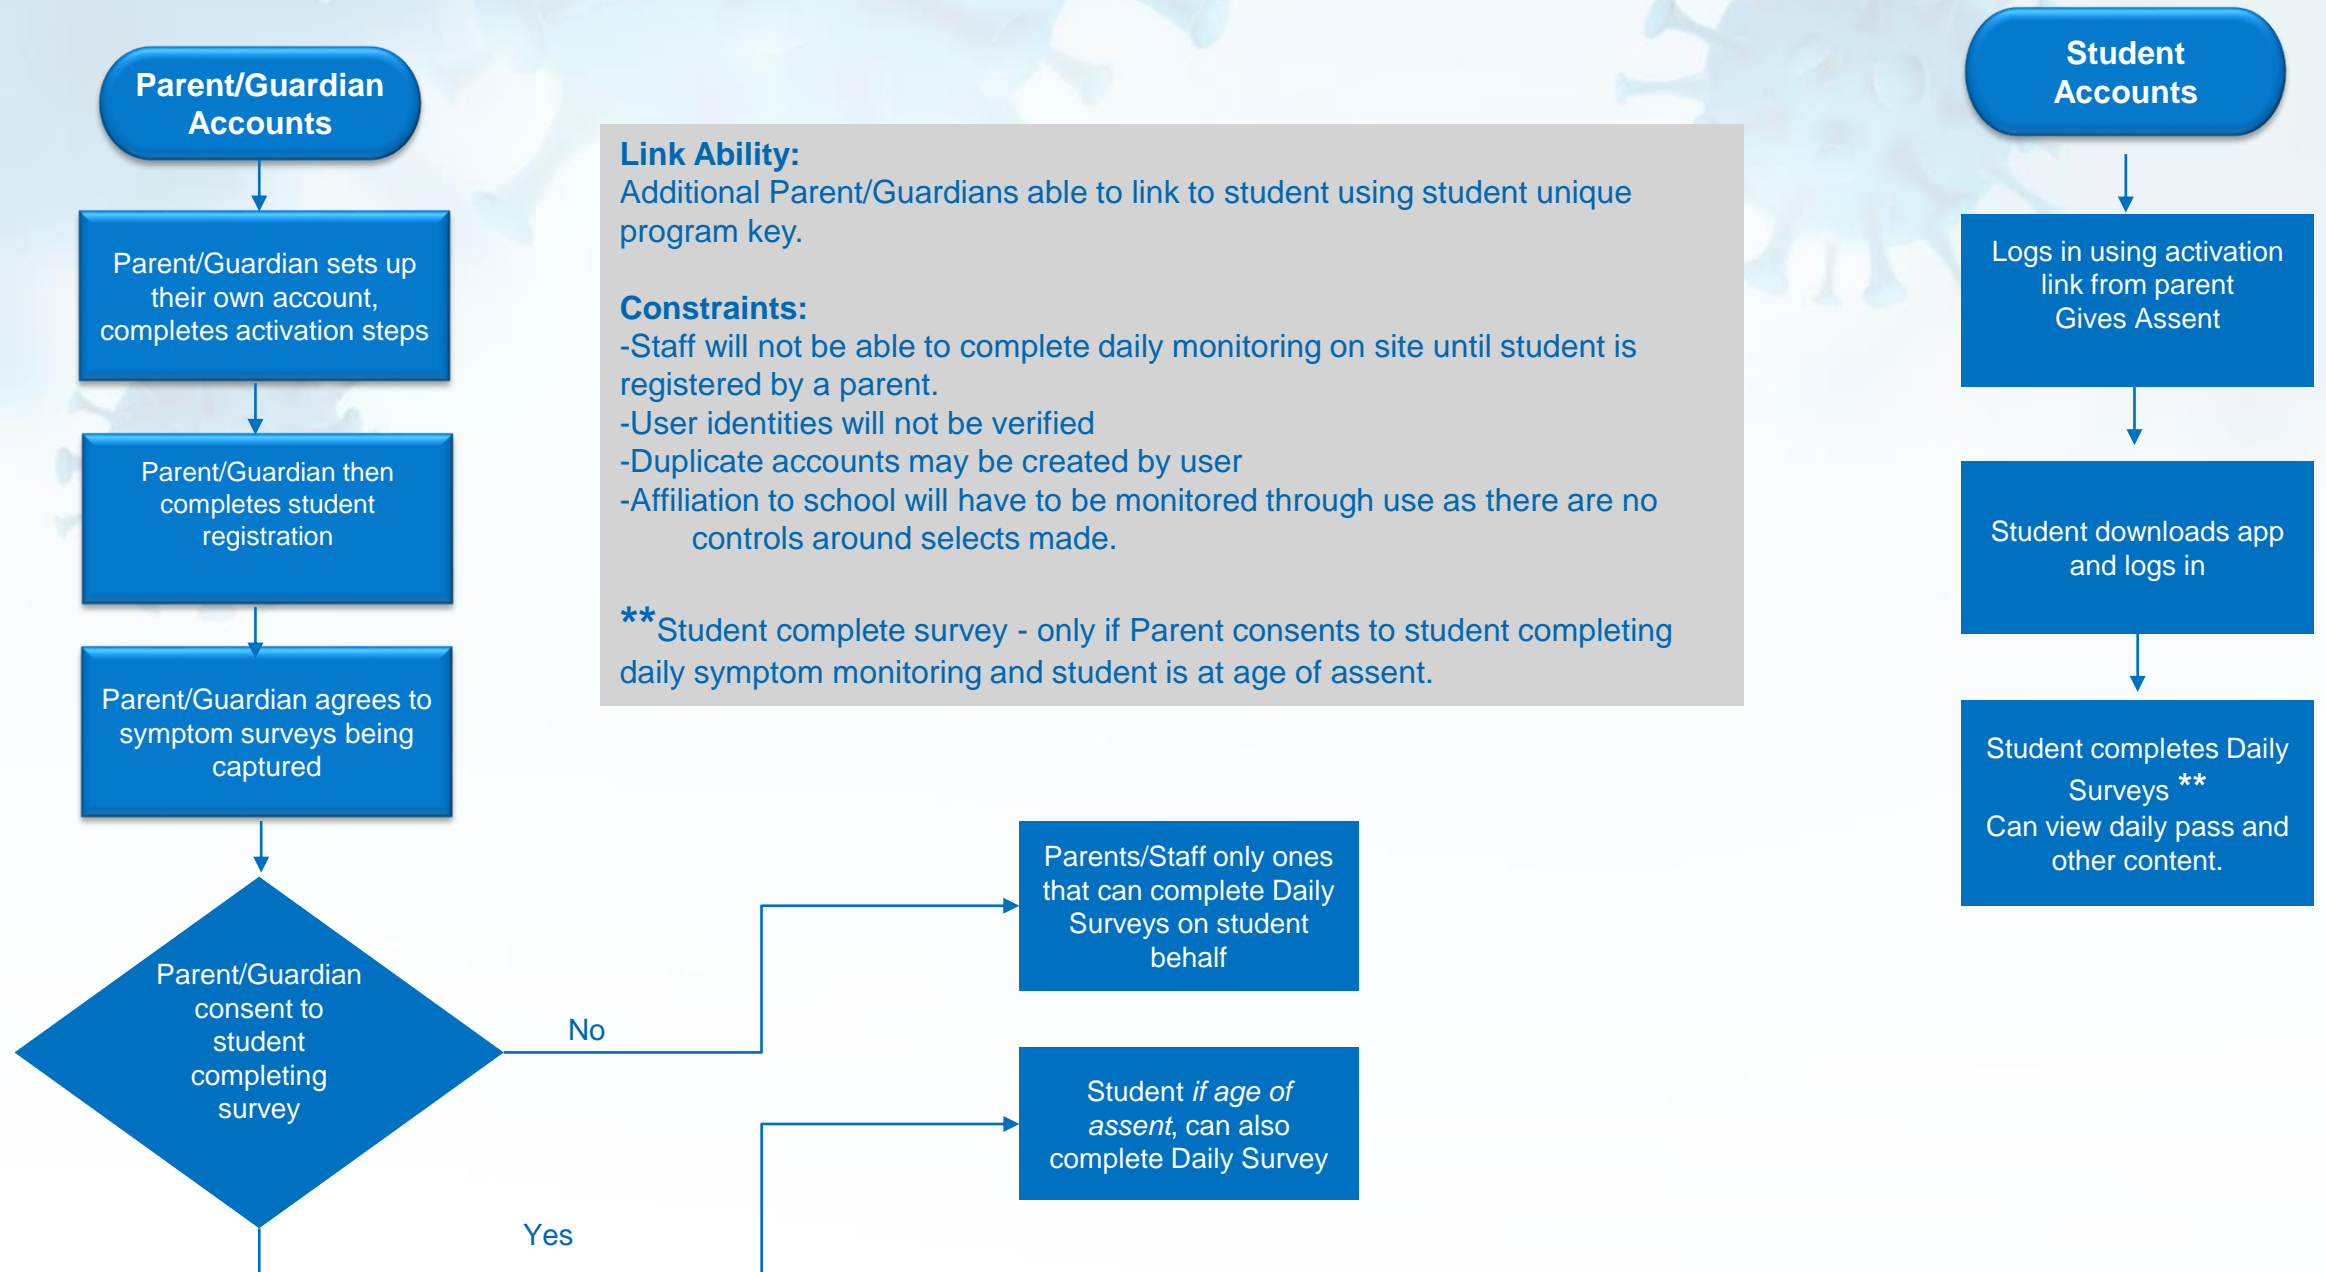 Parent/Guardian
Accounts
Parent/Guardian sets up
their own account,
completes activation steps
Parent/Guardian then
completes student
registration
Parent/Guardian agrees to
symptom surveys being
captured
Parent/Guardian
consent to
student
completing
survey
No
Yes
Link Ability:
Additional Parent/Guardians able to link to student using student unique
program key.
Constraints:
-Staff will not be able to complete daily monitoring on site until student is
registered by a parent.
-User identities will not be verified
-Duplicate accounts may be created by user
-Affiliation to school will have to be monitored through use as there are no
controls around selects made.
**Student complete survey - only if Parent consents to student completing
daily symptom monitoring and student is at age of assent.
Parents/Staff only ones
that can complete Daily
Surveys on student
behalf
Student if age of
assent, can also
complete Daily Survey
Student
Accounts
Logs in using activation
link from parent
Gives Assent
Student downloads app
and logs in
Student completes Daily
Surveys **
Can view daily pass and
other content.